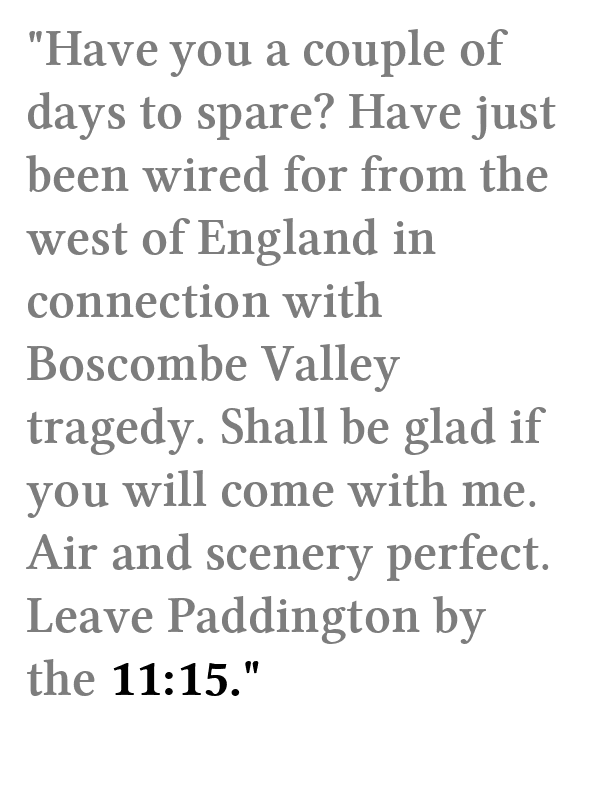 "Have you a couple of
days to spare? Have just
been wired for from the
west of England in
connection with
Boscombe Valley
tragedy. Shall be glad if
you will come with me.
Air and scenery perfect.
Leave Paddington by
the 11:15."